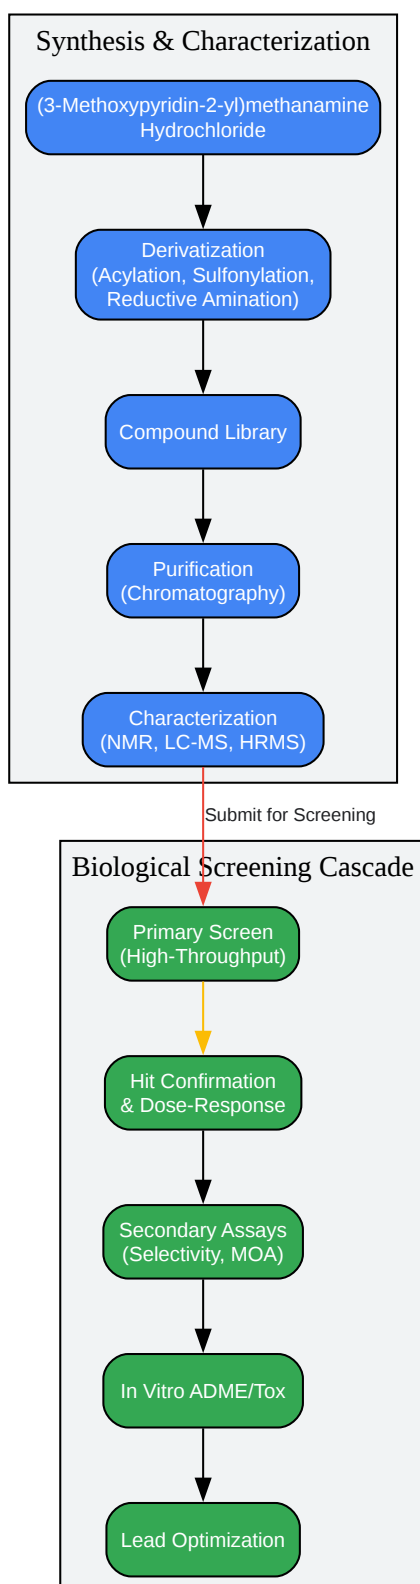 Synthesis & Characterization
(3-Methoxypyridin-2-yl)methanamine
Hydrochloride
Derivatization
(Acylation, Sulfonylation,
Reductive Amination)
Compound Library
Purification
(Chromatography)
Characterization
(NMR, LC-MS, HRMS)
Submit for Screening
Biological Screening Cascade
Primary Screen
(High-Throughput)
Hit Confirmation
& Dose-Response
Secondary Assays
(Selectivity, MOA)
In Vitro ADME/Tox
Lead Optimization